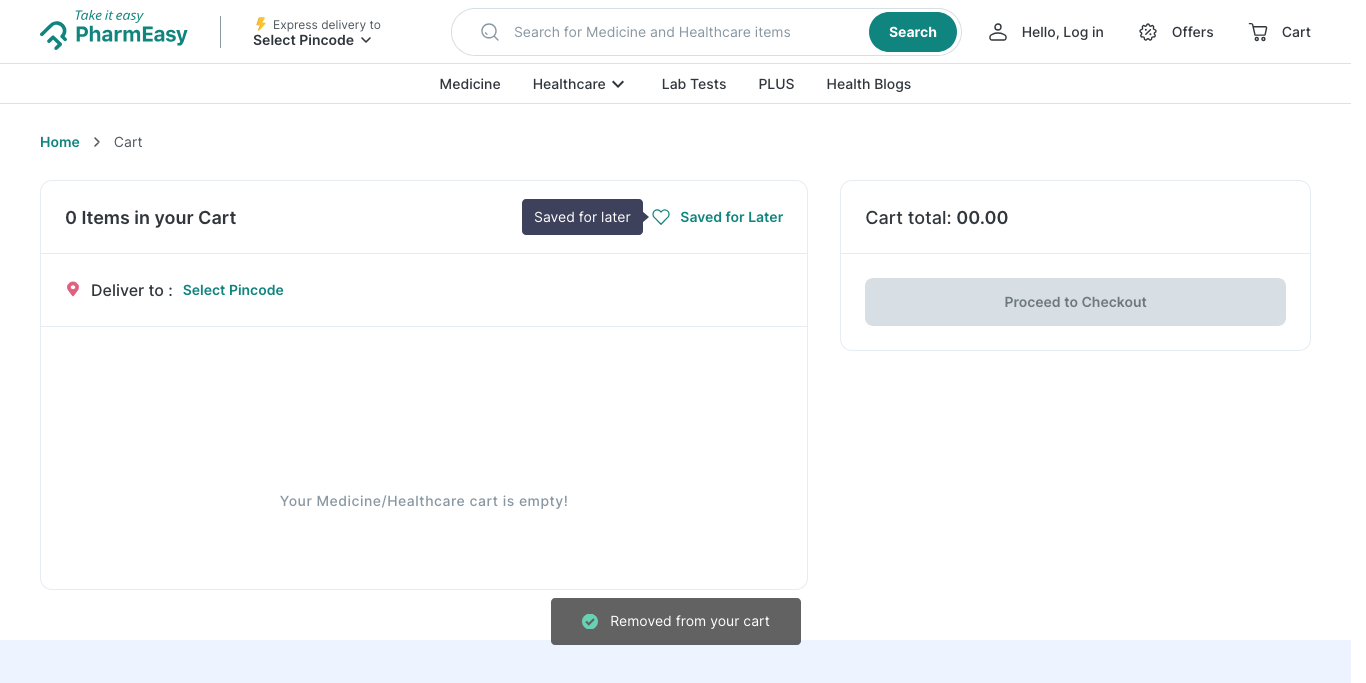 Take it easy
PharmEasy
Express delivery to
Select Pincode
Search for Medicine and Healthcare items
Search
Hello, Log in
Offers
Cart
Medicine
Healthcare
Lab Tests
PLUS
Health Blogs
Home
Cart
0 Items in your Cart
Saved for later
Saved for Later
Cart total: 00.00
Deliver to :
Select Pincode
Proceed to Checkout
Your Medicine/Healthcare cart is empty!
Removed from your cart